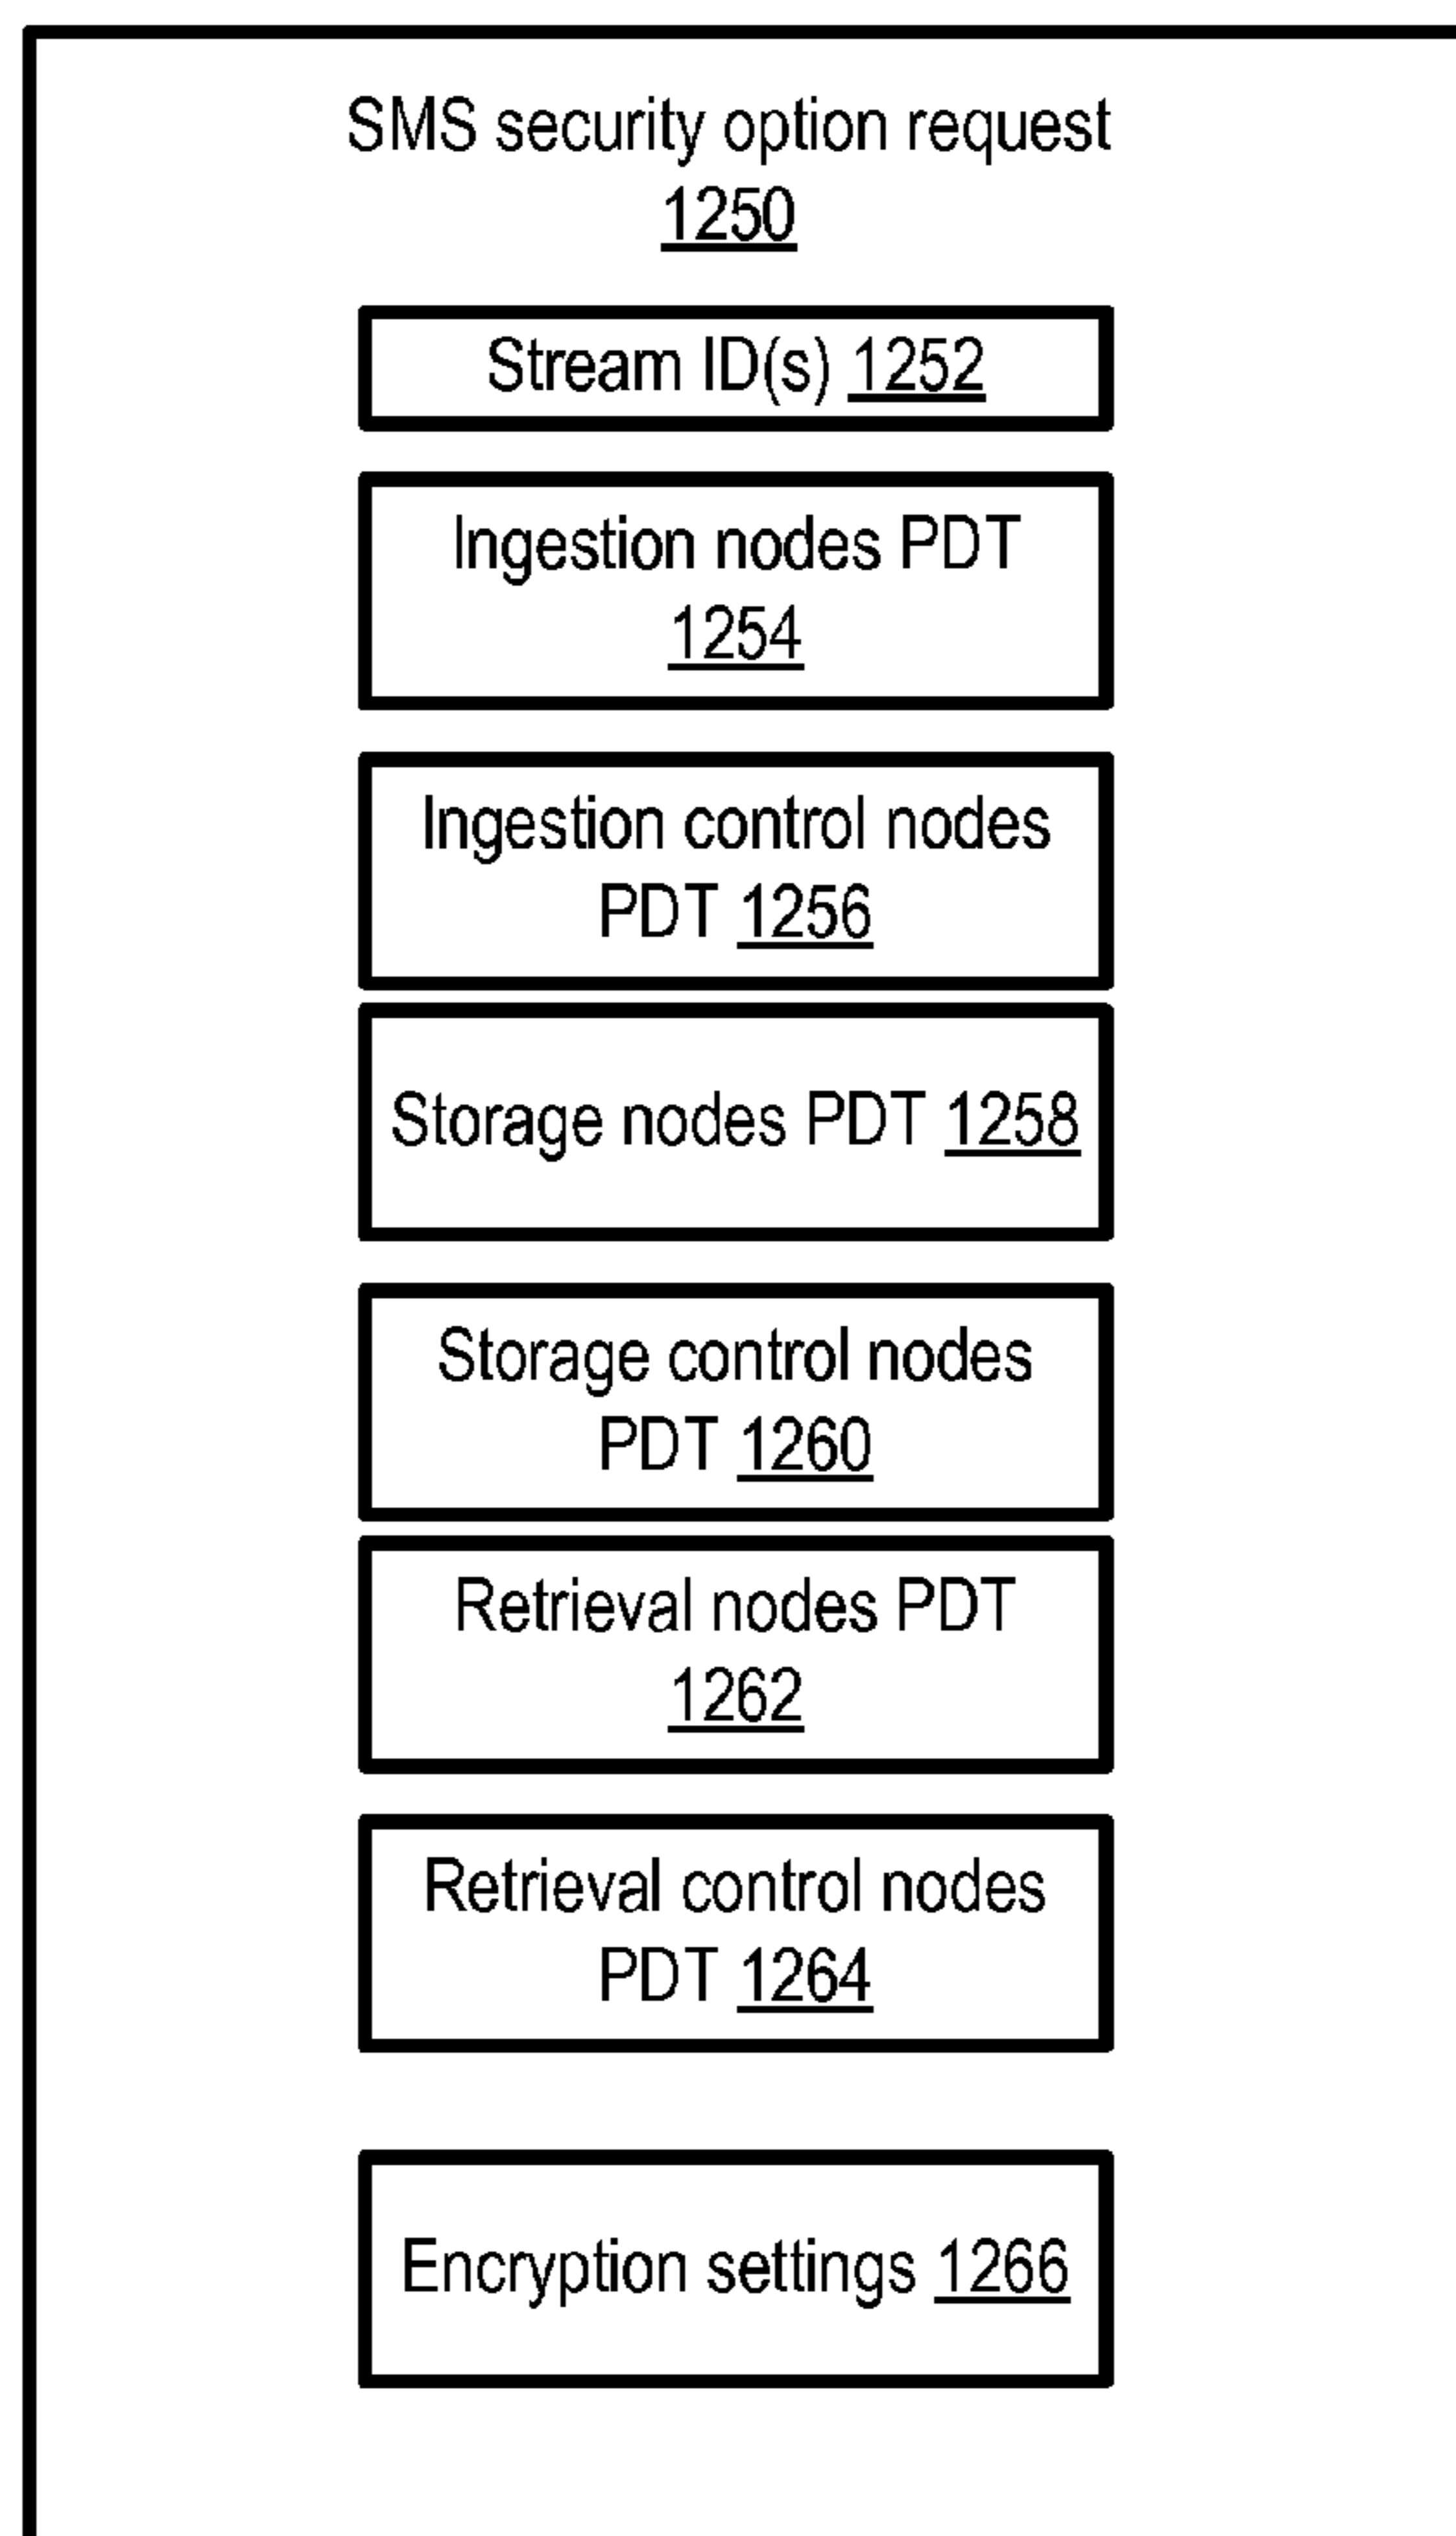 SMS security option request
1250
Stream ID(s) 1252
Ingestion nodes PDT
1254
Ingestion control nodes
PDT 1256
Storage nodes PDT 1258
Storage control nodes
PDT 1260
Retrieval nodes PDT
1262
Retrieval control nodes
PDT 1264
Encryption settings 1266